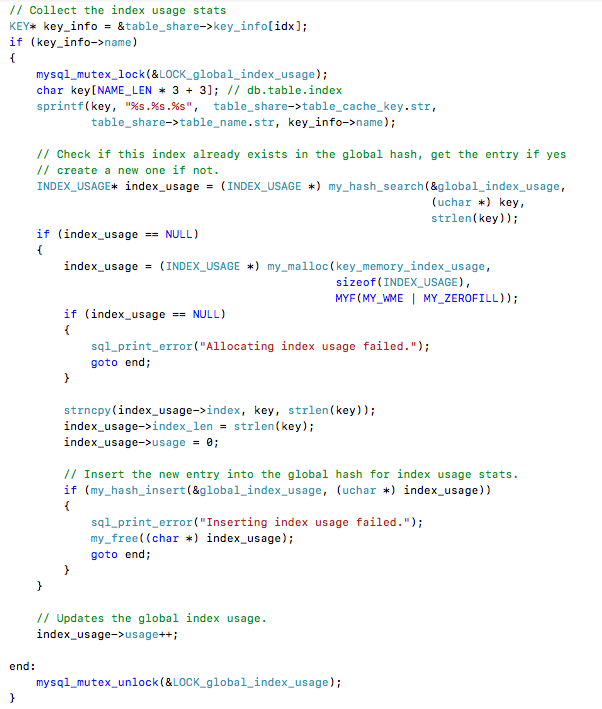 // Collect the index usage stats
KEY* key_info = &table_share->key_info[idx];
if (key_info->name)
{
    mysql_mutex_lock(&LOCK_global_index_usage);
    char key[NAME_LEN * 3 + 3]; // db.table.index
    sprintf(key, "%s.%s.%s",  table_share->table_cache_key.str,
            table_share->table_name.str, key_info->name);

    // Check if this index already exists in the global hash, get the entry if yes
    // create a new one if not.
    INDEX_USAGE* index_usage = (INDEX_USAGE *) my_hash_search(&global_index_usage,
                                                              (uchar *) key,
                                                              strlen(key));
    if (index_usage == NULL)
    {
        index_usage = (INDEX_USAGE *) my_malloc(key_memory_index_usage,
                                                sizeof(INDEX_USAGE),
                                                MYF(MY_WME | MY_ZEROFILL));
        if (index_usage == NULL)
        {
            sql_print_error("Allocating index usage failed.");
            goto end;
        }

        strncpy(index_usage->index, key, strlen(key));
        index_usage->index_len = strlen(key);
        index_usage->usage = 0;

        // Insert the new entry into the global hash for index usage stats.
        if (my_hash_insert(&global_index_usage, (uchar *) index_usage))
        {
            sql_print_error("Inserting index usage failed.");
            my_free((char *) index_usage);
            goto end;
        }
    }

    // Updates the global index usage.
    index_usage->usage++;

end:
    mysql_mutex_unlock(&LOCK_global_index_usage);
}